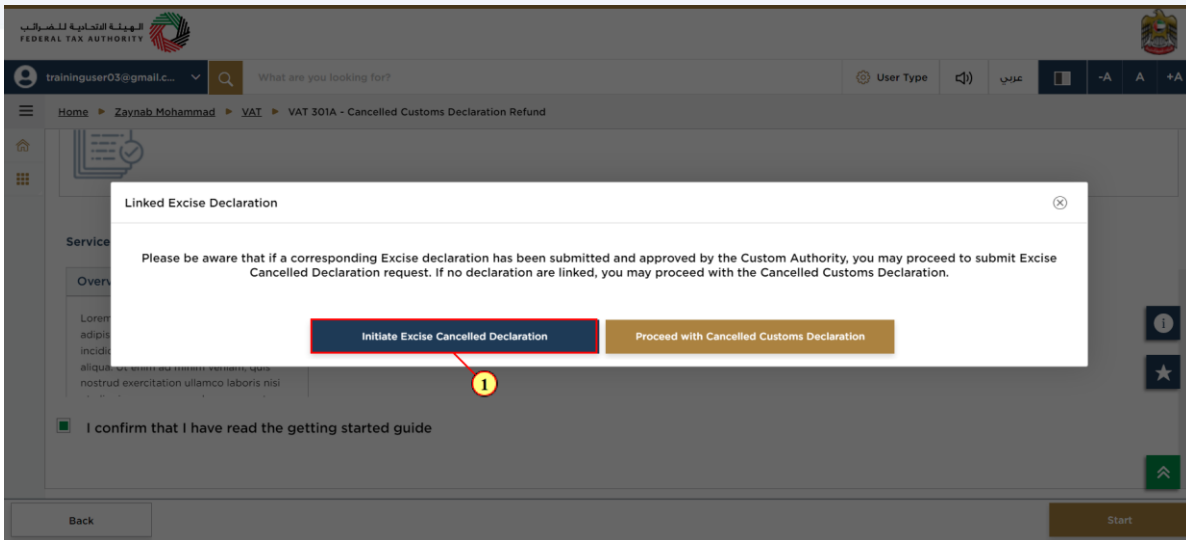 الهيئة الاتحادية للضرائب
FEDERAL TAX AUTHORITY
traininguser03@gmail.c...
What are you looking for?
User Type
عربي
-A
A
+A
Home ▶ Zaynab Mohammad ▶ VAT ▶ VAT 301A - Cancelled Customs Declaration Refund
Linked Excise Declaration
Service
Please be aware that if a corresponding Excise declaration has been submitted and approved by the Custom Authority, you may proceed to submit Excise
Cancelled Declaration request. If no declaration are linked, you may proceed with the Cancelled Customs Declaration.
Overv
Lorem
adipis
incidid
Initiate Excise Cancelled Declaration
Proceed with Cancelled Customs Declaration
aliqua. Ut enim ad minim veniam, quis
nostrud exercitation ullamco laboris nisi
1
I confirm that I have read the getting started guide
Back
Start